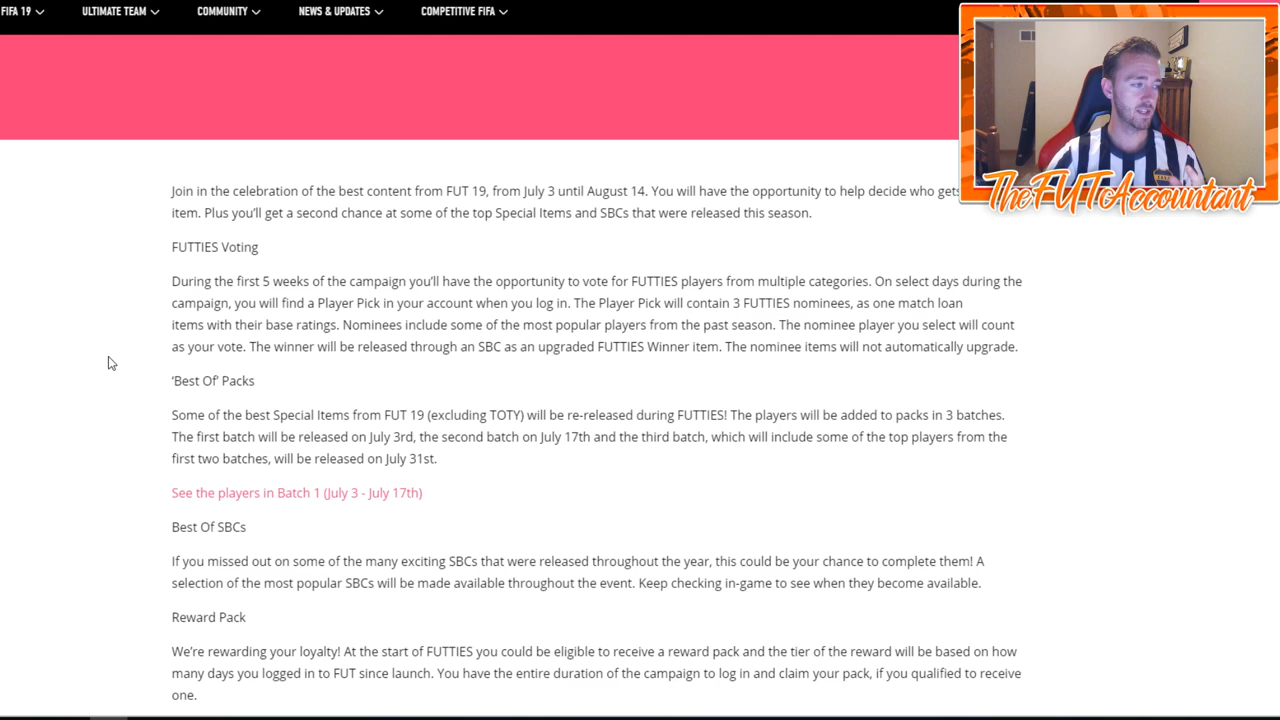 FIFA 19 ULTIMATE TEAM COMMUNITY NEWS & UPDATES COMPETITIVE FIFA
TheFUTAccountant
Join in the celebration of the best content from FUT 19, from July 3 until August 14. You will have the opportunity to help decide who gets
item. Plus you'll get a second chance at some of the top Special Items and SBCs that were released this season.
FUTTIES Voting
During the first 5 weeks of the campaign you'll have the opportunity to vote for FUTTIES players from multiple categories. On select days during the
campaign, you will find a Player Pick in your account when you log in. The Player Pick will contain 3 FUTTIES nominees, as one match loan
items with their base ratings. Nominees include some of the most popular players from the past season. The nominee player you select will count
as your vote. The winner will be released through an SBC as an upgraded FUTTIES Winner item. The nominee items will not automatically upgrade.
'Best Of' Packs
Some of the best Special Items from FUT 19 (excluding TOTY) will be re-released during FUTTIES! The players will be added to packs in 3 batches.
The first batch will be released on July 3rd, the second batch on July 17th and the third batch, which will include some of the top players from the
first two batches, will be released on July 31st.
See the players in Batch 1 (July 3 - July 17th)
Best Of SBCs
If you missed out on some of the many exciting SBCs that were released throughout the year, this could be your chance to complete them! A
selection of the most popular SBCs will be made available throughout the event. Keep checking in-game to see when they become available.
Reward Pack
We're rewarding your loyalty! At the start of FUTTIES you could be eligible to receive a reward pack and the tier of the reward will be based on how
many days you logged in to FUT since launch. You have the entire duration of the campaign to log in and claim your pack, if you qualified to receive
one.